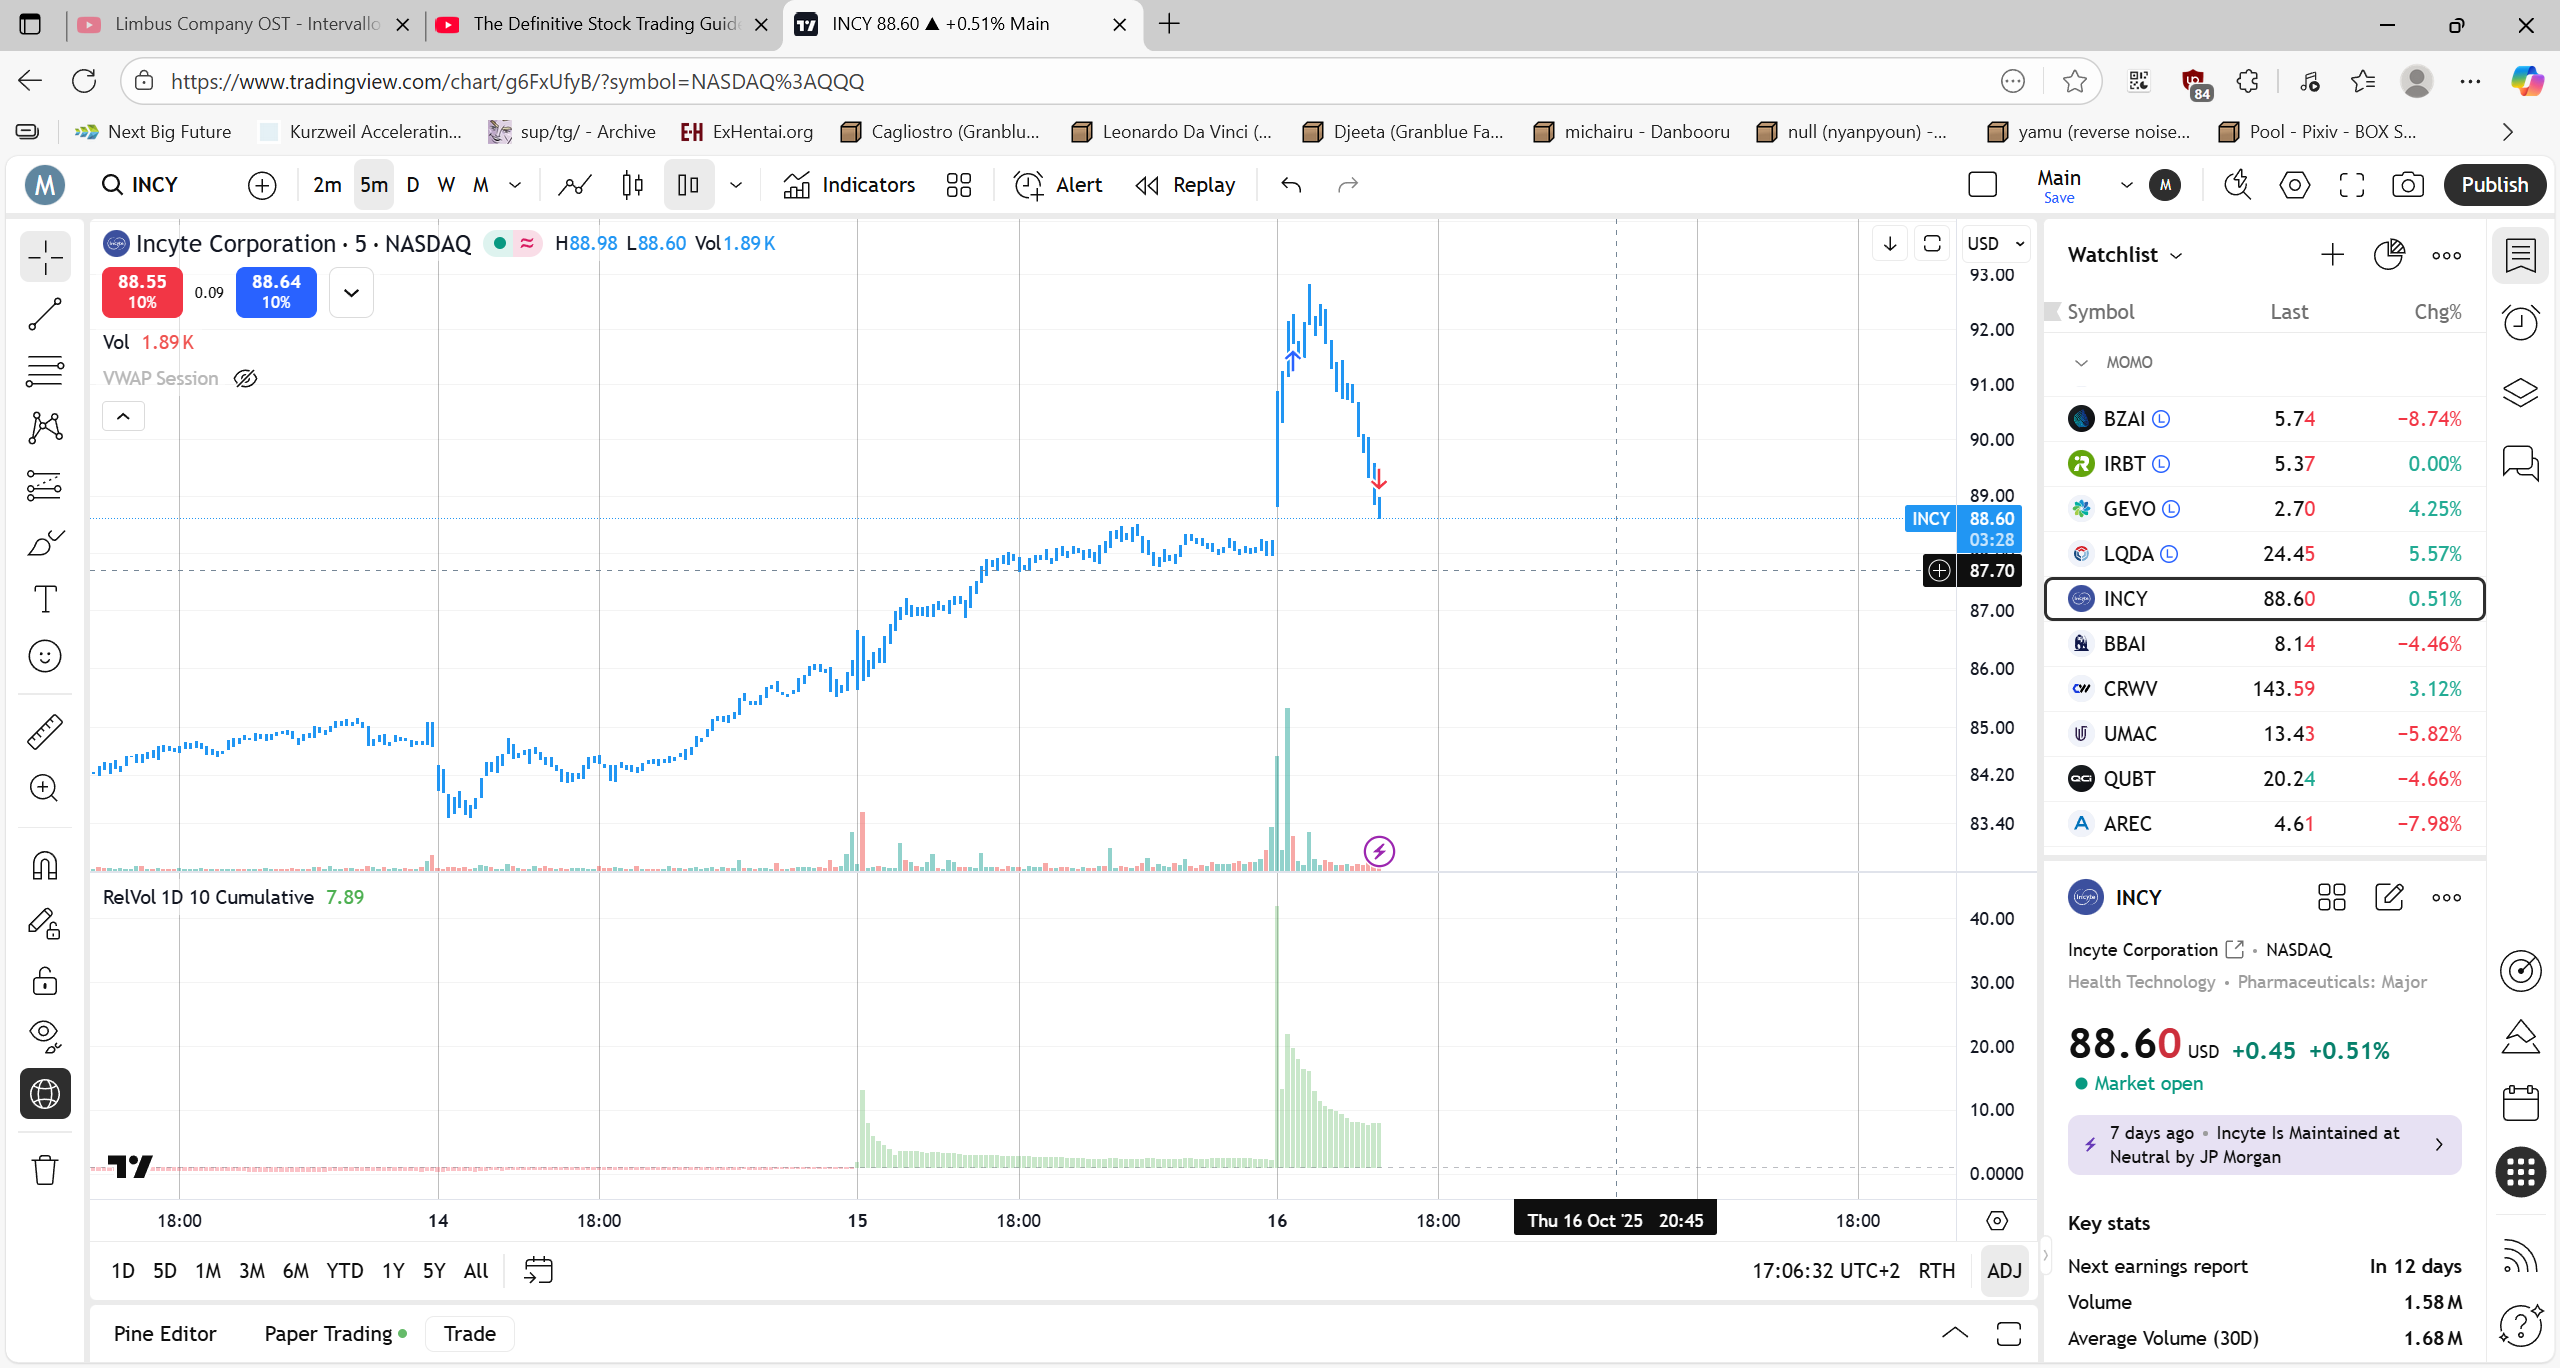 Limbus Company OST - Intervallo
The Definitive Stock Trading Guid
INCY 88.60 ▲ +0.51% Main
https://www.tradingview.com/chart/g6FxUfyB/?symbol=NASDAQ%3AQQQ
84
Next Big Future
Kurzweil Acceleratin...
sup/tg/ - Archive
E-H ExHentai.org
Cagliostro (Granblu...
Leonardo Da Vinci (...
Djeeta (Granblue Fa...
michairu - Danbooru
null (nyanpyoun) -...
yamu (reverse noise...
Pool - Pixiv - BOX S...
M
INCY
2m 5m D W M
Indicators
Alert
Replay
Main
Save
M
Publish
Incyte Corporation · 5 · NASDAQ
H88.98 L88.60 Vol1.89 K
88.55
10%
0.09
88.64
10%
Vol 1.89 K
VWAP Session
USD
93.00
92.00
91.00
90.00
89.00
INCY 88.60
03:28
87.70
87.00
86.00
85.00
84.20
83.40
RelVol 1D 10 Cumulative 7.89
40.00
30.00
20.00
10.00
0.0000
18:00
14
18:00
15
18:00
16
18:00
Thu 16 Oct '25 20:45
18:00
1D 5D 1M 3M 6M YTD 1Y 5Y All
17:06:32 UTC+2 RTH ADJ
Pine Editor
Paper Trading
Trade
Watchlist
Symbol Last Chg%
MOMO
BZAI L 5.74 −8.74%
IRBT L 5.37 0.00%
GEVO L 2.70 4.25%
LQDA L 24.45 5.57%
INCY 88.60 0.51%
BBAI 8.14 −4.46%
CRWV 143.59 3.12%
UMAC 13.43 −5.82%
QUBT 20.24 −4.66%
AREC 4.61 −7.98%
INCY
Incyte Corporation • NASDAQ
Health Technology • Pharmaceuticals: Major
88.60 USD +0.45 +0.51%
Market open
7 days ago • Incyte Is Maintained at
Neutral by JP Morgan
Key stats
Next earnings report In 12 days
Volume 1.58 M
Average Volume (30D) 1.68 M